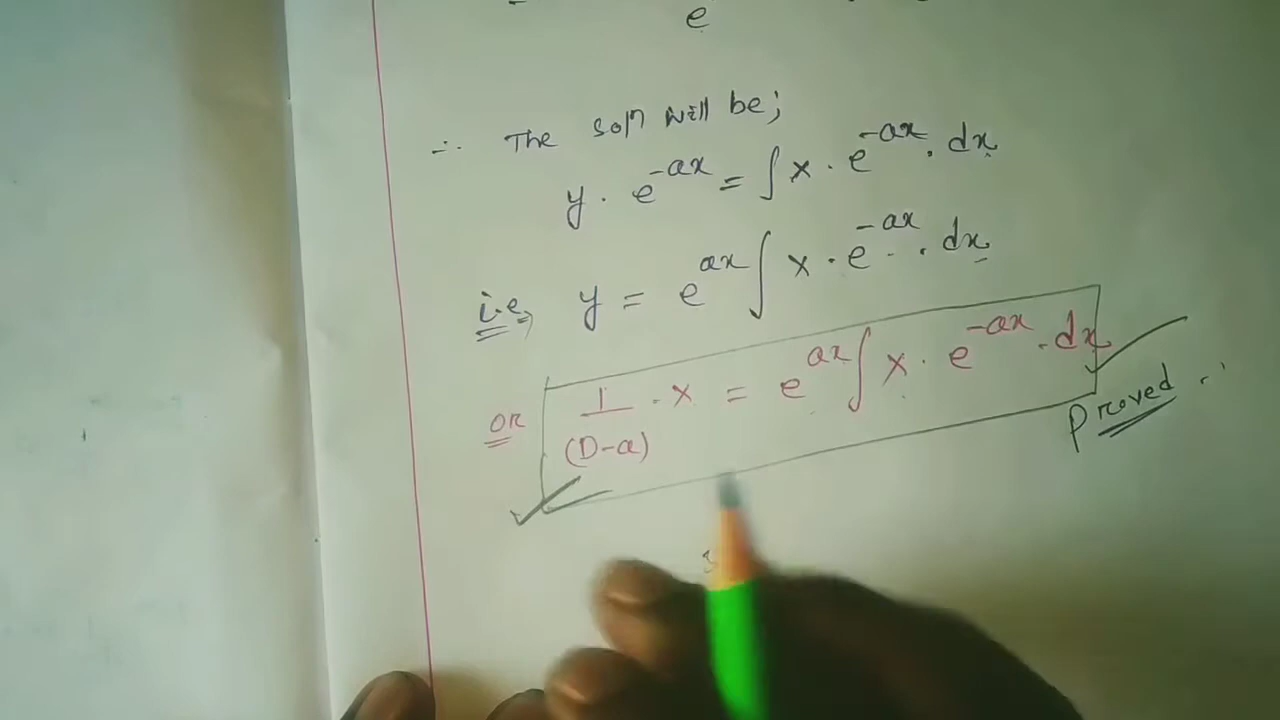 e
∴ The solⁿ will be;
y · e^{-ax} = ∫ x · e^{-ax} · dx
i.e, y = e^{ax} ∫ x · e^{-ax} · dx
OR 1/(D-a) · x = e^{ax} ∫ x · e^{-ax} · dx
Proved ∴